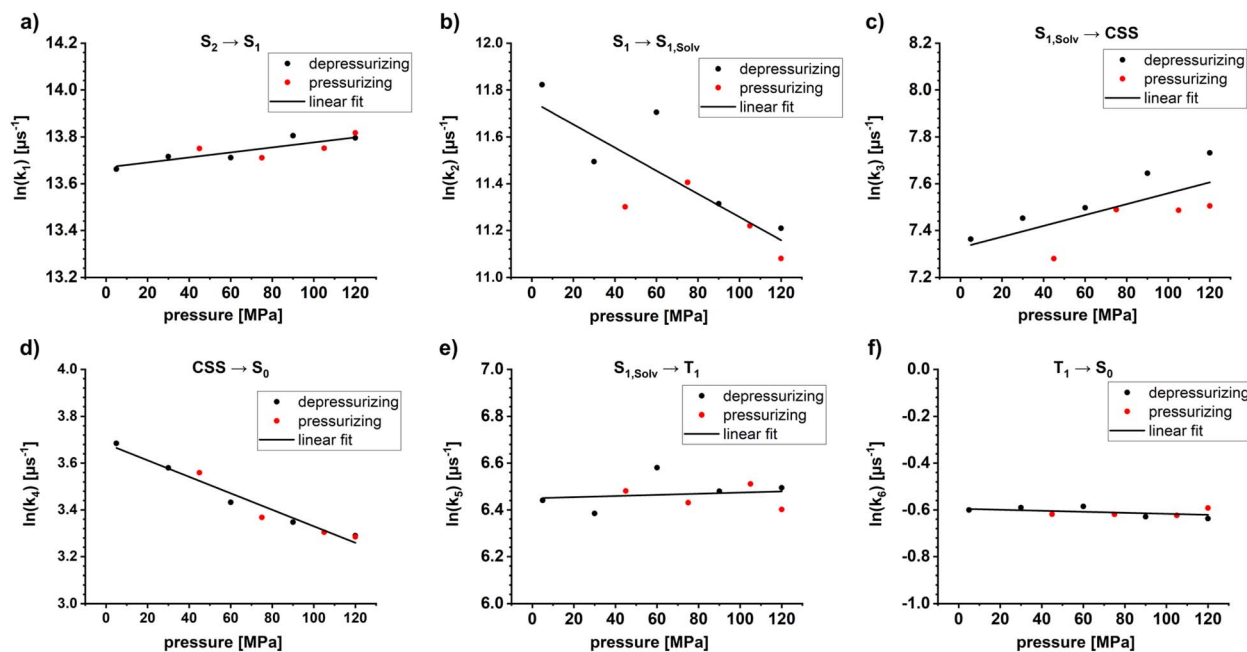 a)
S₂ → S₁
ln(k₁) [µs⁻¹]
14.2
14.0
13.8
13.6
13.4
13.2
depressurizing
pressurizing
linear fit
0 20 40 60 80 100 120
pressure [MPa]
b)
S₁ → S₁,Solv
ln(k₂) [µs⁻¹]
12.0
11.8
11.6
11.4
11.2
11.0
depressurizing
pressurizing
linear fit
0 20 40 60 80 100 120
pressure [MPa]
c)
S₁,Solv → CSS
ln(k₃) [µs⁻¹]
8.2
8.0
7.8
7.6
7.4
7.2
depressurizing
pressurizing
linear fit
0 20 40 60 80 100 120
pressure [MPa]
d)
CSS → S₀
ln(k₄) [µs⁻¹]
4.0
3.8
3.6
3.4
3.2
3.0
depressurizing
pressurizing
linear fit
0 20 40 60 80 100 120
pressure [MPa]
e)
S₁,Solv → T₁
ln(k₅) [µs⁻¹]
7.0
6.8
6.6
6.4
6.2
6.0
depressurizing
pressurizing
linear fit
0 20 40 60 80 100 120
pressure [MPa]
f)
T₁ → S₀
ln(k₆) [µs⁻¹]
0.0
-0.2
-0.4
-0.6
-0.8
-1.0
depressurizing
pressurizing
linear fit
0 20 40 60 80 100 120
pressure [MPa]